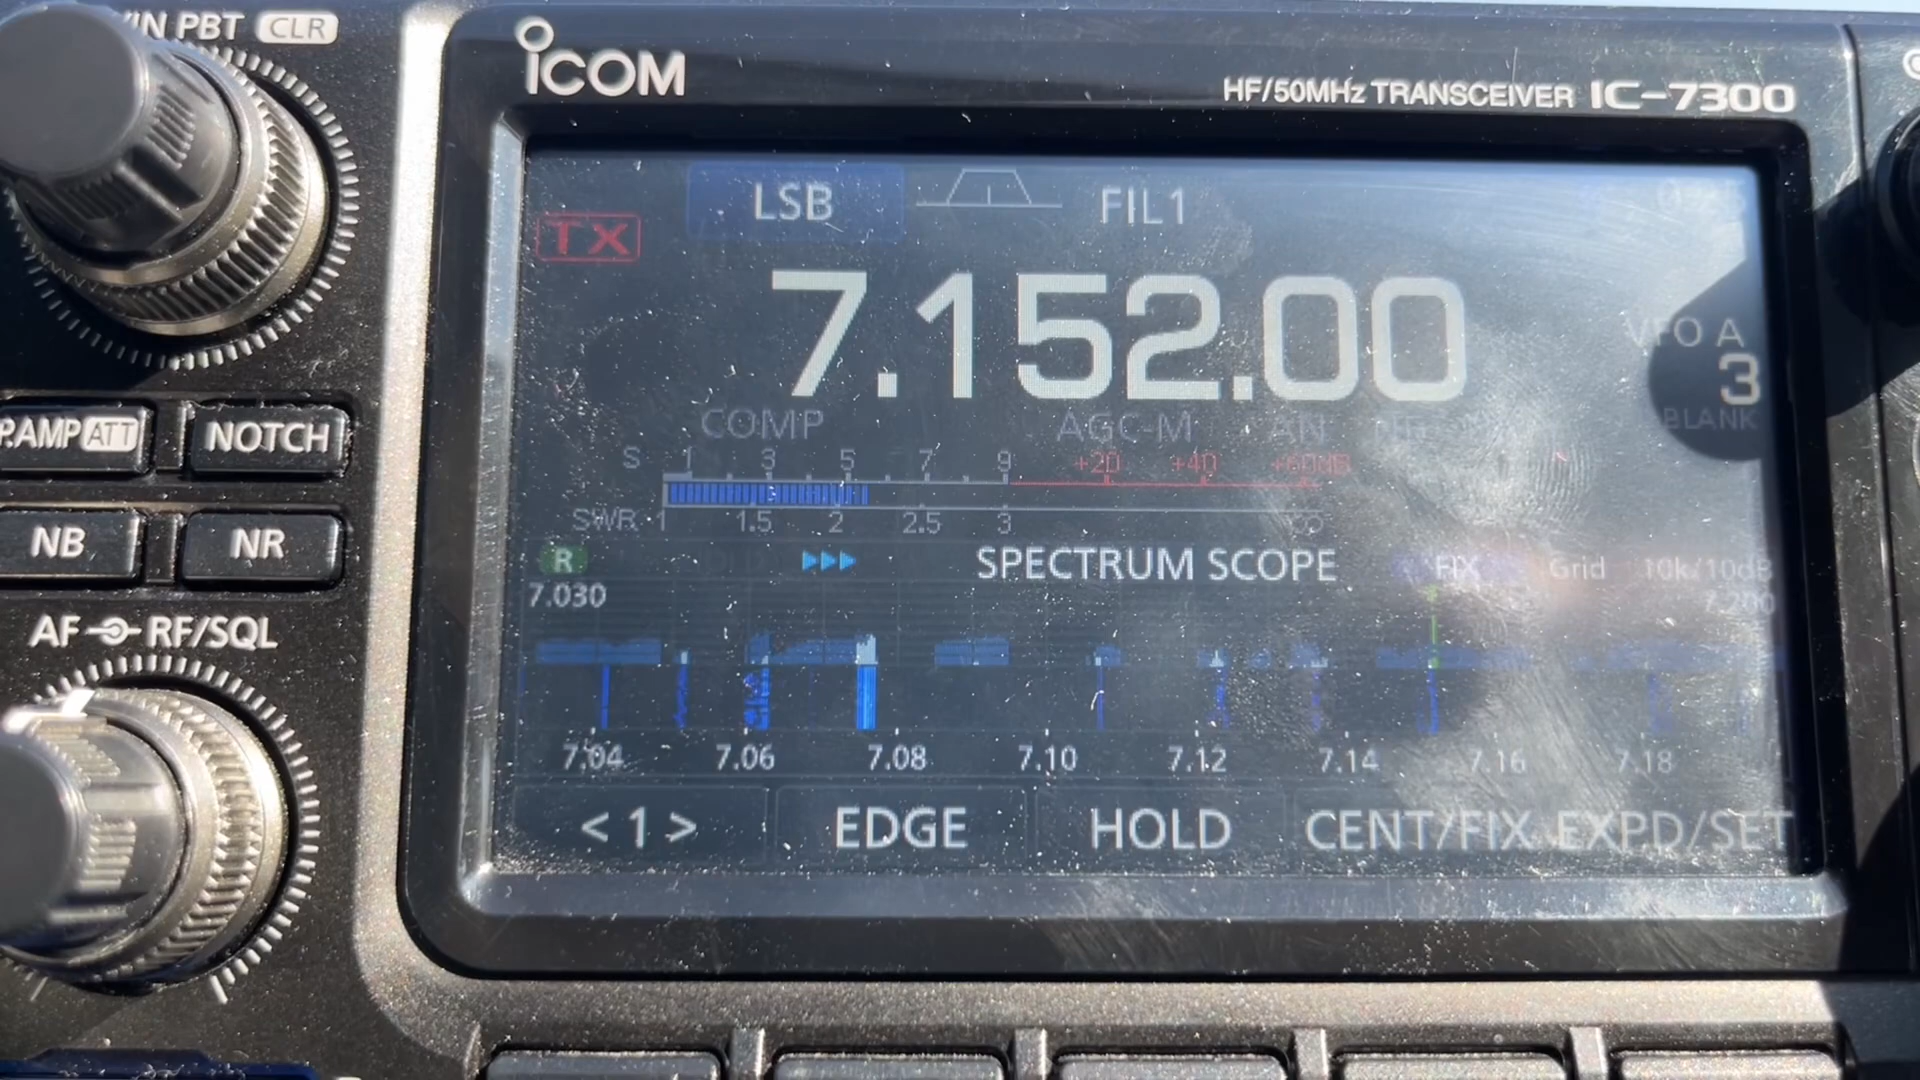 IN PBT CLR
ICOM
HF/50MHz TRANSCEIVER IC-7300
LSB FIL1
TX
7.152.00
VFO A
3
BLANK
COMP AGC-M AN
S 1 3 5 7 9 +20 +40 +60dB
SWR 1 1.5 2 2.5 3 ∞
P.AMP ATT NOTCH
NB NR
R SPECTRUM SCOPE FIX Grid 10k/10dB
7.030 7.200
AF RF/SQL
7.04 7.06 7.08 7.10 7.12 7.14 7.16 7.18
< 1 > EDGE HOLD CENT/FIX EXPD/SET